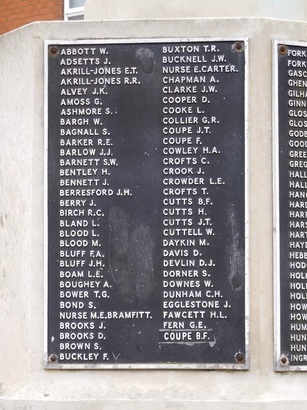 ABBOTT W.
ADSETTS J.
AKRILL-JONES E.T.
AKRILL-JONES R.R.
ALVEY J.K.
AMOSS G.
ASHMORE S.
BARGH W.
BAGNALL S.
BARKER R.E.
BARLOW J.J.
BARNETT S.W.
BENTLEY H.
BENNETT J.
BERRESFORD J.H.
BERRY J.
BIRCH R.C.
BLAND L.
BLOOD L.
BLOOD M.
BLUFF F.A.
BLUFF J.H.
BOAM L.E.
BOUGHEY A.
BOWER T.G.
BOND S.
NURSE M.E.BRAMFITT.
BROOKS J.
BROOKS D.
BROWN S.
BUCKLEY F.
BUXTON T.R.
BUCKNELL J.W.
NURSE E.CARTER.
CHAPMAN A.
CLARKE J.W.
COOPER D.
COOKE L.
COLLIER G.R.
COUPE J.T.
COUPE F.
COWLEY H.A.
CROFTS C.
CROOK J.
CROWDER L.E.
CROFTS T.
CUTTS B.F.
CUTTS H.
CUTTS J.T.
CUTTELL W.
DAYKIN M.
DAVIS D.
DEVLIN D.J.
DORNER S.
DOWNES W.
DUNHAM C.H.
EGGLESTONE J.
FAWCETT H.L.
FERN G.E.
COUPE B.F.